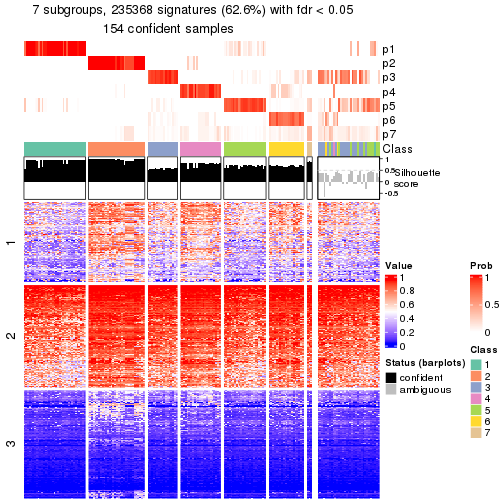 7 subgroups, 235368 signatures (62.6%) with fdr < 0.05
154 confident samples
p1
p2
p3
p4
p5
p6
p7
Class
1
0.5
0
-0.5
Silhouette
score
1
2
3
Value
1
0.8
0.6
0.4
0.2
0
Status (barplots)
confident
ambiguous
Prob
1
0.5
0
Class
1
2
3
4
5
6
7